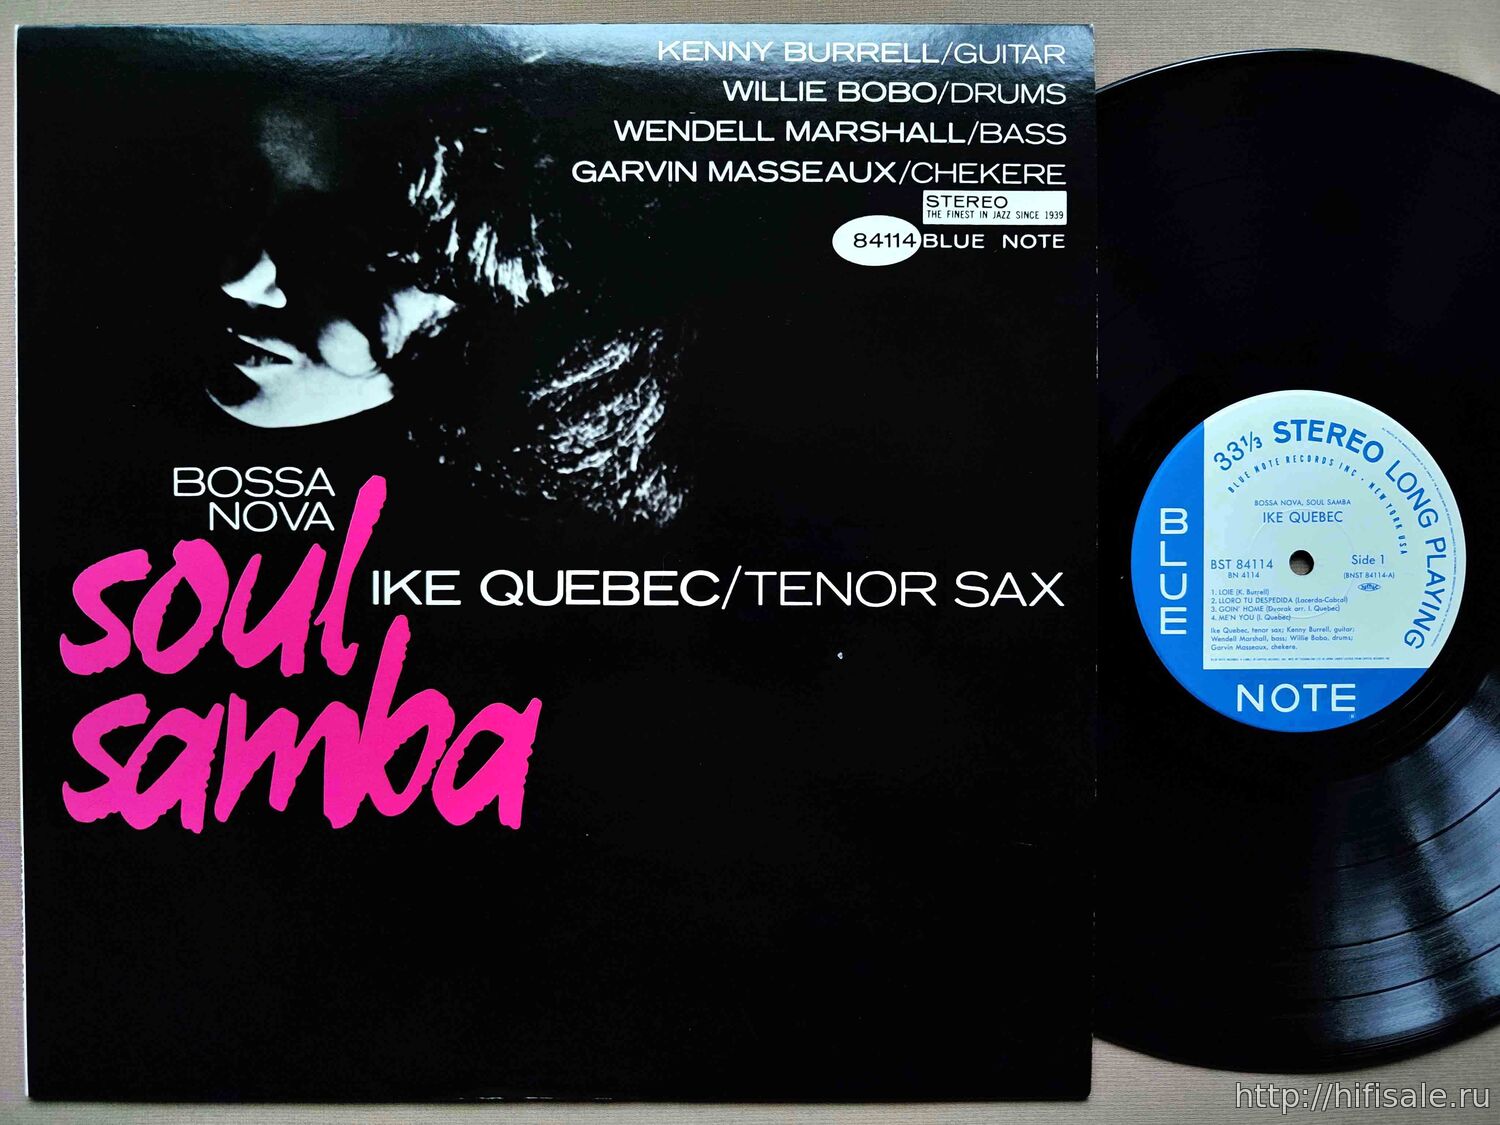 KENNY BURRELL/GUITAR
WILLIE BOBO/DRUMS
WENDELL MARSHALL/BASS
GARVIN MASSEAUX/CHEKERE
STEREO
THE FINEST IN JAZZ SINCE 1939
84114 BLUE NOTE
BOSSA
NOVA
soul
samba
IKE QUEBEC/TENOR SAX
33 1/3 STEREO LONG PLAYING
BLUE NOTE RECORDS INC., NEW YORK USA
BOSSA NOVA, SOUL SAMBA
IKE QUEBEC
BST 84114
BN 4114
Side 1
(BNST 84114-A)
1. LOIE (K. Burrell)
2. LLORO TU DESPEDIDA (Lacerda-Cabral)
3. GOIN' HOME (Dvorak arr. I. Quebec)
4. ME'N YOU (I. Quebec)
Ike Quebec, tenor sax; Kenny Burrell, guitar;
Wendell Marshall, bass; Willie Bobo, drums;
Garvin Masseaux, chekere.
BLUE
NOTE
http://hifisale.ru